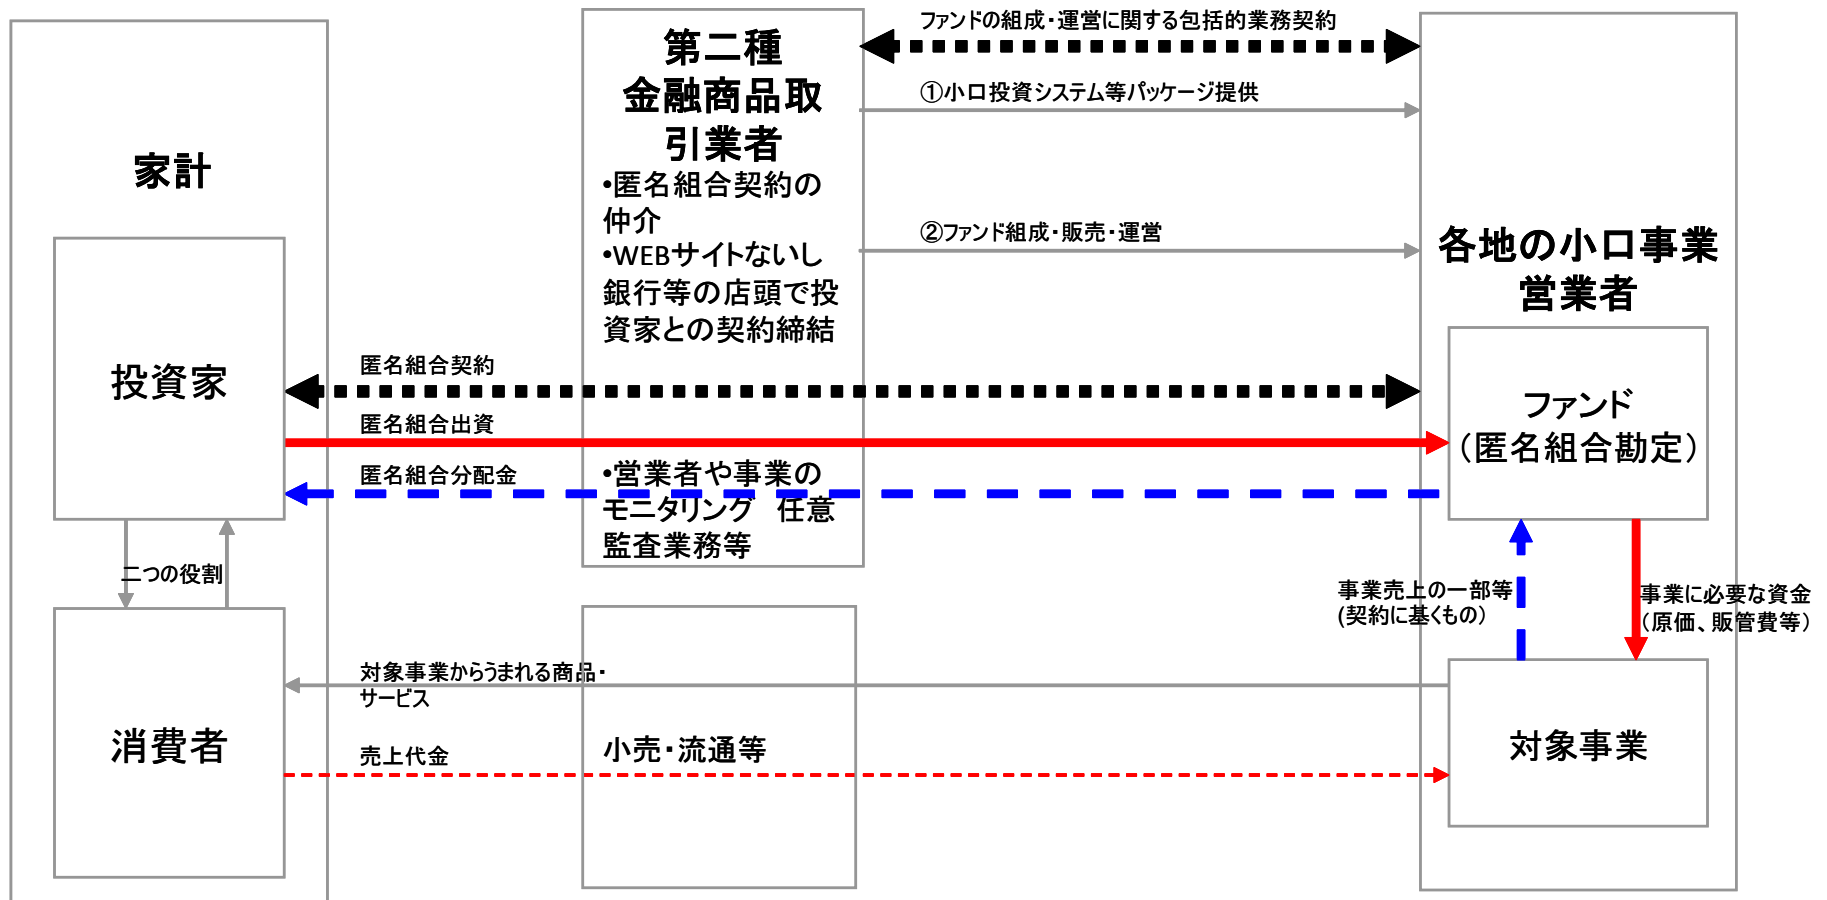 家計
投資家
二つの役割
消費者
第二種
金融商品取
引業者
•匿名組合契約の
仲介
•WEBサイトないし
銀行等の店頭で投
資家との契約締結
•営業者や事業の
モニタリング　任意
監査業務等
ファンドの組成・運営に関する包括的業務契約
①小口投資システム等パッケージ提供
②ファンド組成・販売・運営
匿名組合契約
匿名組合出資
匿名組合分配金
各地の小口事業
営業者
ファンド
（匿名組合勘定）
事業売上の一部等
(契約に基くもの）
事業に必要な資金
（原価、販管費等）
対象事業からうまれる商品・
サービス
売上代金
小売・流通等
対象事業